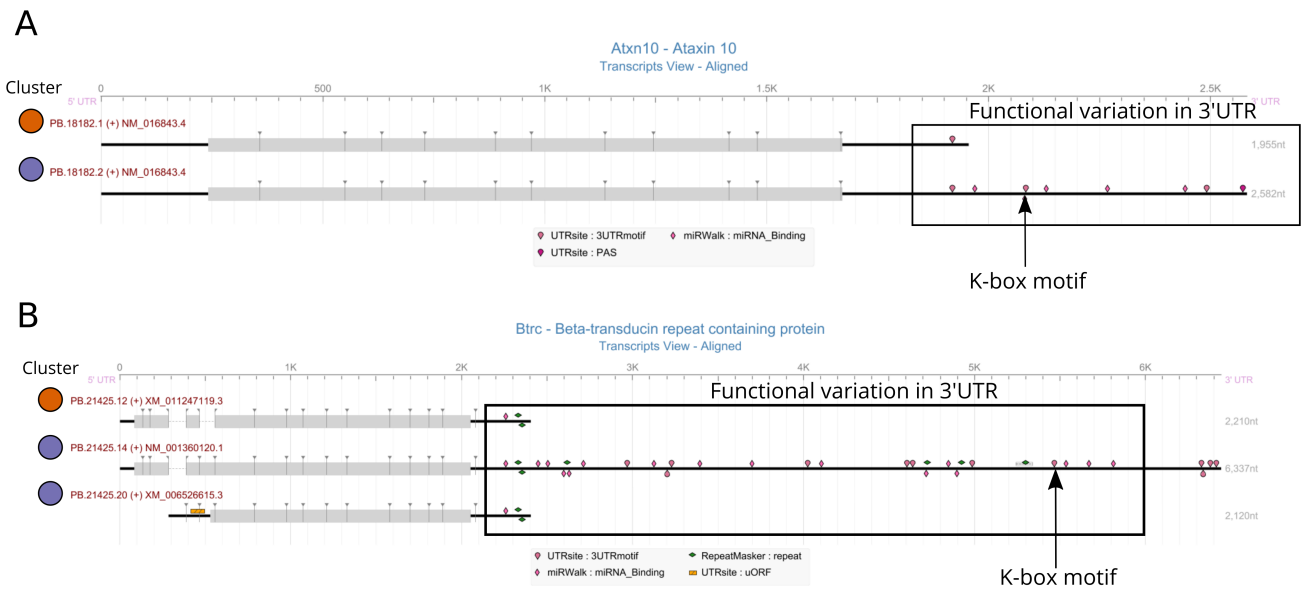 A
Atxn10 - Ataxin 10
Transcripts View - Aligned
Cluster
0 500 1K 1.5K 2K 2.5K
5' UTR 3' UTR
Functional variation in 3'UTR
PB.18182.1 (+) NM_016843.4
1,955nt
PB.18182.2 (+) NM_016843.4
2,582nt
UTRsite : 3UTRmotif miRWalk : miRNA_Binding
UTRsite : PAS
K-box motif
B
Btrc - Beta-transducin repeat containing protein
Transcripts View - Aligned
Cluster
0 1K 2K 3K 4K 5K 6K
5' UTR 3' UTR
Functional variation in 3'UTR
PB.21425.12 (+) XM_011247119.3
2,210nt
PB.21425.14 (+) NM_001360120.1
6,337nt
PB.21425.20 (+) XM_006526615.3
2,120nt
UTRsite : 3UTRmotif RepeatMasker : repeat
miRWalk : miRNA_Binding UTRsite : uORF
K-box motif